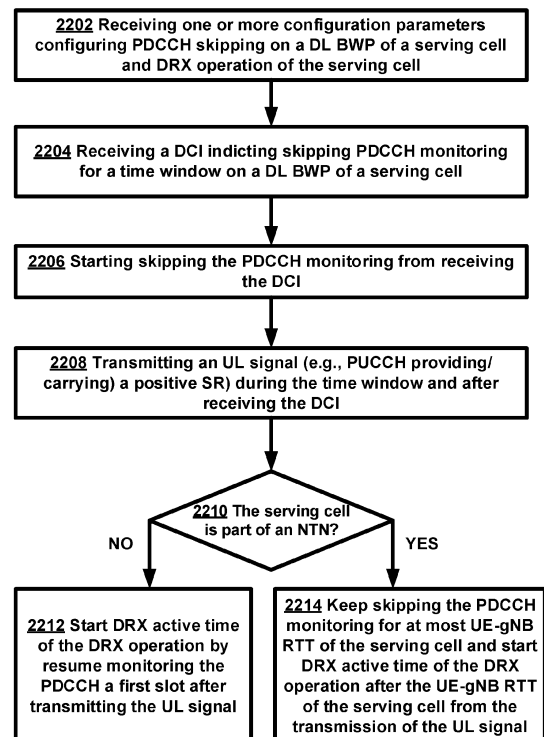 2202 Receiving one or more configuration parameters
configuring PDCCH skipping on a DL BWP of a serving cell
and DRX operation of the serving cell
2204 Receiving a DCI indicting skipping PDCCH monitoring
for a time window on a DL BWP of a serving cell
2206 Starting skipping the PDCCH monitoring from receiving
the DCI
2208 Transmitting an UL signal (e.g., PUCCH providing/
carrying) a positive SR) during the time window and after
receiving the DCI
2210 The serving cell
is part of an NTN?
NO
YES
2212 Start DRX active time
of the DRX operation by
resume monitoring the
PDCCH a first slot after
transmitting the UL signal
2214 Keep skipping the PDCCH
monitoring for at most UE-gNB
RTT of the serving cell and start
DRX active time of the DRX
operation after the UE-gNB RTT
of the serving cell from the
transmission of the UL signal